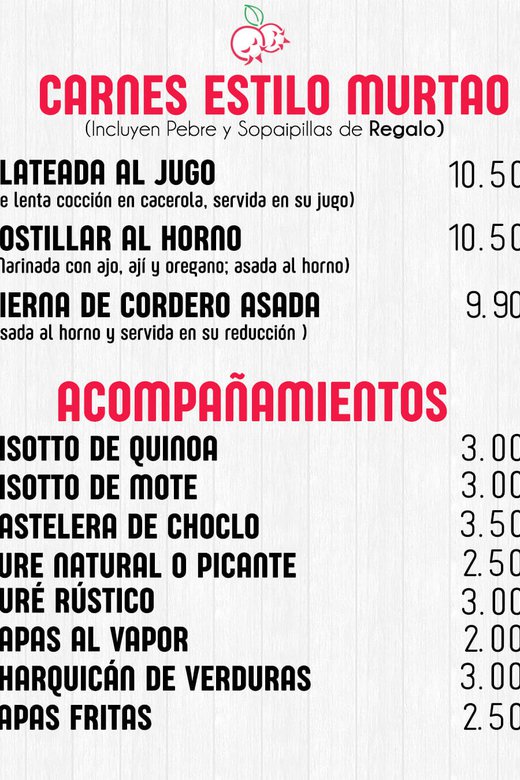 CARNES ESTILO MURTAO
(Incluyen Pebre y Sopaipillas de Regalo)
LATEADA AL JUGO 10.50
e lenta cocción en cacerola, servida en su jugo)
OSTILLAR AL HORNO 10.50
Marinada con ajo, ají y oregano; asada al horno)
IERNA DE CORDERO ASADA 9.90
sada al horno y servida en su reducción )
ACOMPAÑAMIENTOS
ISOTTO DE QUINOA 3.00
ISOTTO DE MOTE 3.00
ASTELERA DE CHOCLO 3.50
URE NATURAL O PICANTE 2.50
URÉ RÚSTICO 3.00
APAS AL VAPOR 2.00
HARQUICÁN DE VERDURAS 3.00
APAS FRITAS 2.50